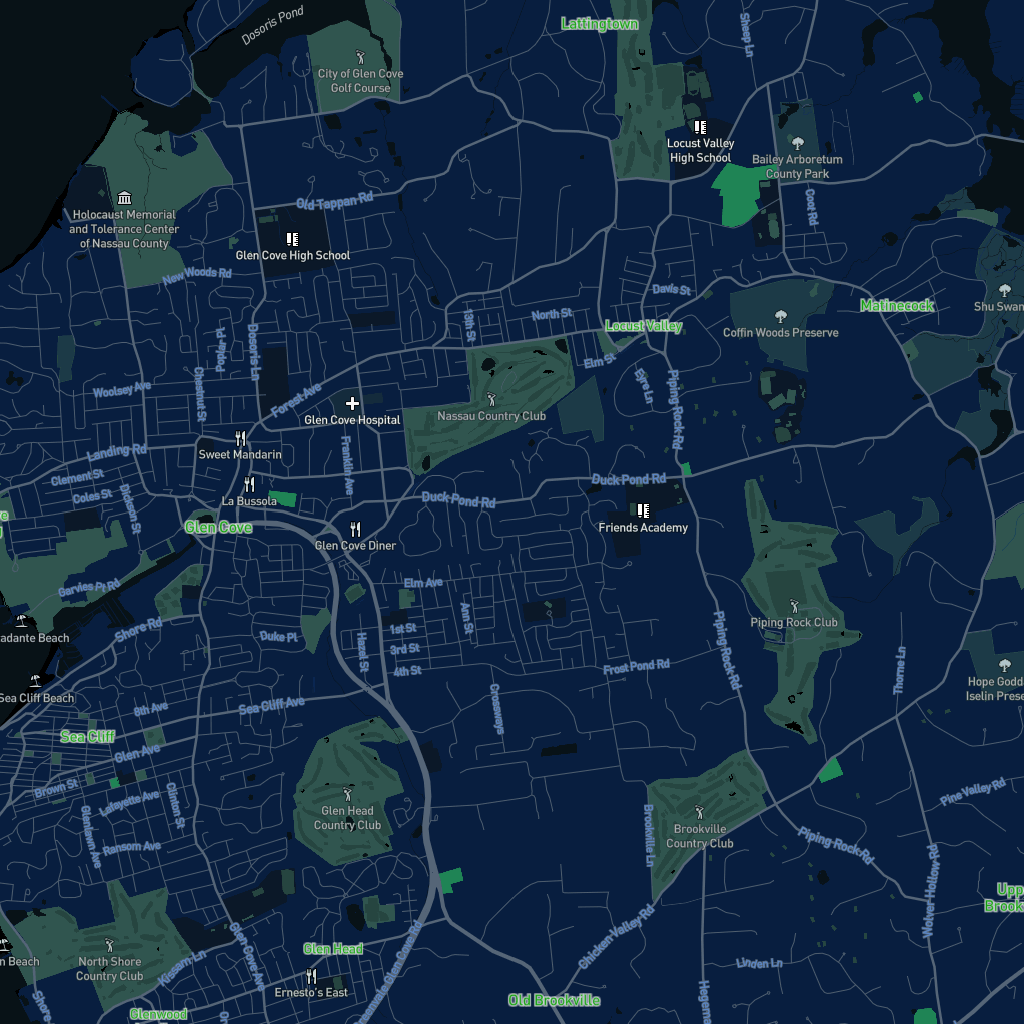 Dosoris Pond
Lattingtown
Sheep Ln
City of Glen Cove
Golf Course
Locust Valley
High School
Bailey Arboretum
County Park
Holocaust Memorial
and Tolerance Center
of Nassau County
Old Tappan Rd
Coot Rd
Glen Cove High School
New Woods Rd
Davis St
Matinecock
Shu Swan
13th St
North St
Locust Valley
Coffin Woods Preserve
Poplar Pl
Dosoris Ln
Elm St
Eyre Ln
Piping Rock Rd
Woolsey Ave
Chestnut St
Forest Ave
Nassau Country Club
Glen Cove Hospital
Landing Rd
Sweet Mandarin
Franklin Ave
Clement St
Coles St
Dickson St
La Bussola
Duck Pond Rd
Duck Pond Rd
Glen Cove
Glen Cove Diner
Friends Academy
Garvies Pt Rd
Elm Ave
Ann St
Piping Rock Club
Shore Rd
adante Beach
Duke Pl
Hazel St
1st St
3rd St
4th St
Piping Rock Rd
Frost Pond Rd
Thorne Ln
Hope Godda
Iselin Prese
Sea Cliff Beach
8th Ave
Sea Cliff Ave
Crossways
Sea Cliff
Glen Ave
Brown St
Lafayette Ave
Clinton St
Glenlawn Ave
Ransom Ave
Glen Head
Country Club
Brookville Ln
Brookville
Country Club
Pine Valley Rd
Piping Rock Rd
Wolver Hollow Rd
Uppe
Brookv
Chicken Valley Rd
North Shore
Country Club
n Beach
Kissam Ln
Glen Cove Ave
Glen Head
Ernesto's East
Linden Ln
Old Brookville
Glenwood
Shore
Hegema